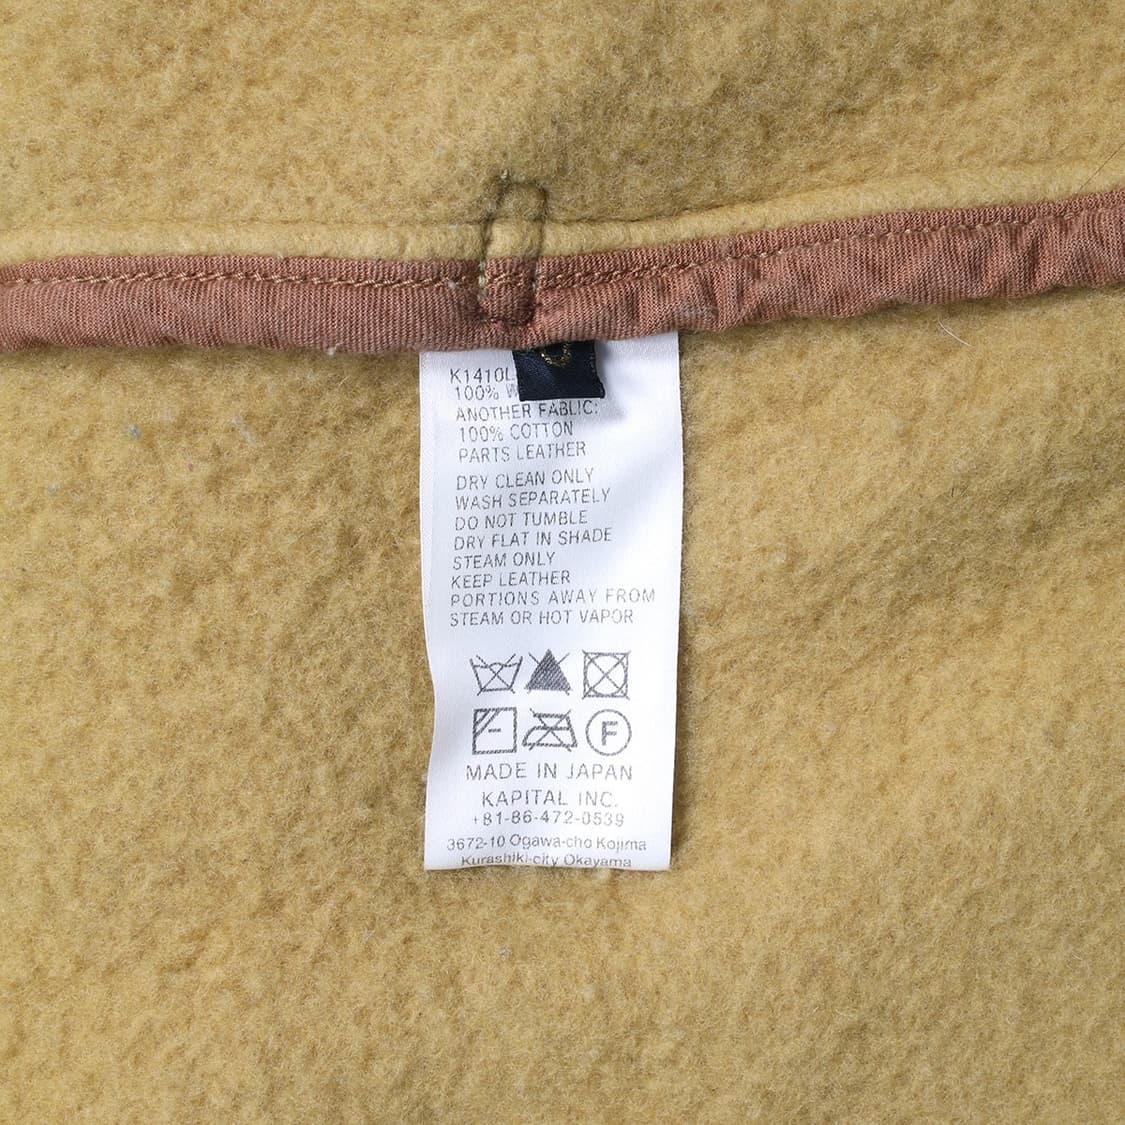 K1410L
100%
ANOTHER FABLIC:
100% COTTON
PARTS LEATHER
DRY CLEAN ONLY
WASH SEPARATELY
DO NOT TUMBLE
DRY FLAT IN SHADE
STEAM ONLY
KEEP LEATHER
PORTIONS AWAY FROM
STEAM OR HOT VAPOR
F
MADE IN JAPAN
KAPITAL INC.
+81-86-472-0539
3672-10 Ogawa-cho Kojima
Kurashiki-city Okayama